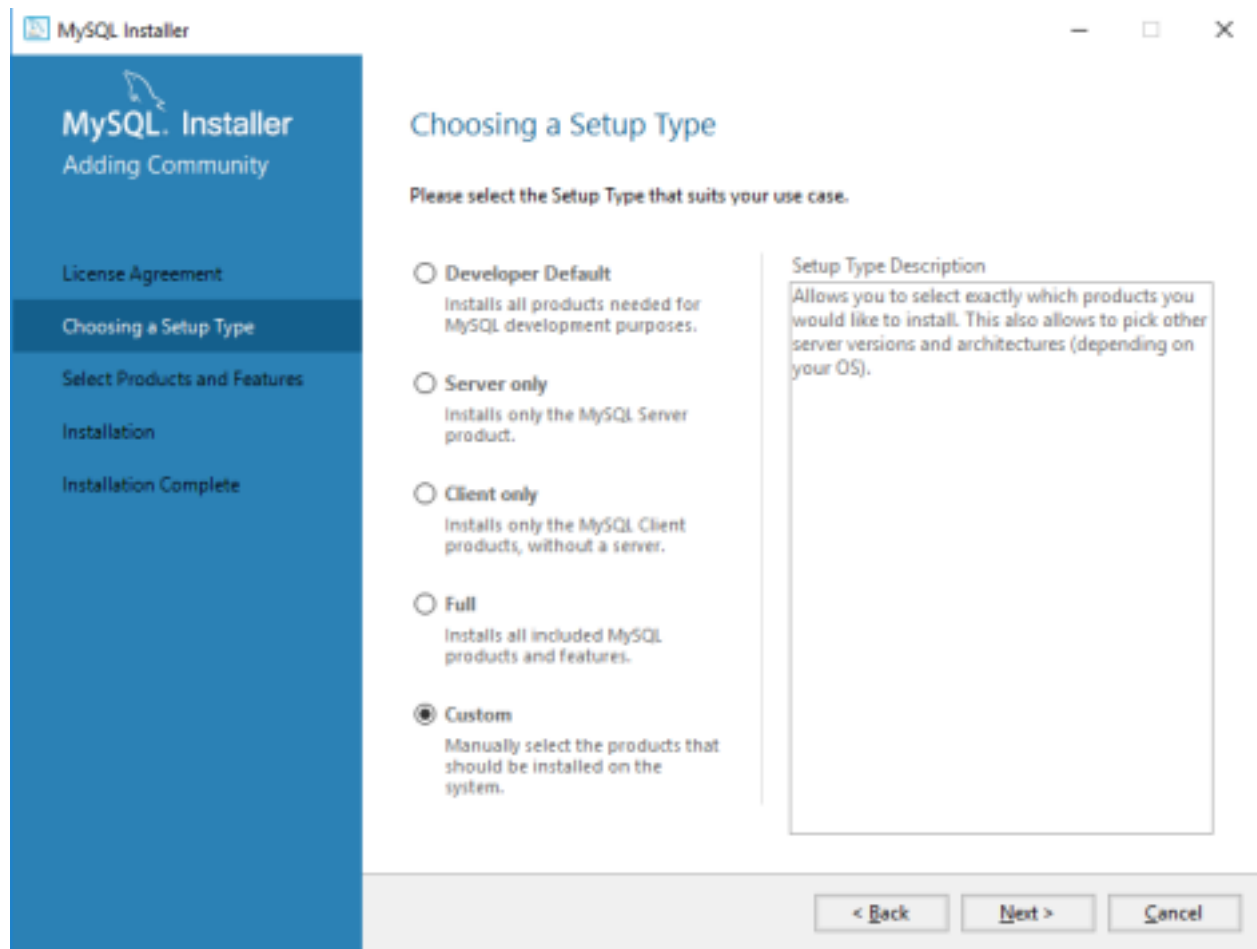 MySQL Installer
MySQL. Installer
Adding Community
License Agreement
Choosing a Setup Type
Select Products and Features
Installation
Installation Complete
Choosing a Setup Type
Please select the Setup Type that suits your use case.
Developer Default
Installs all products needed for
MySQL development purposes.
Server only
Installs only the MySQL Server
product.
Client only
Installs only the MySQL Client
products, without a server.
Full
Installs all included MySQL
products and features.
Custom
Manually select the products that
should be installed on the
system.
Setup Type Description
Allows you to select exactly which products you
would like to install. This also allows to pick other
server versions and architectures (depending on
your OS).
< Back
Next >
Cancel